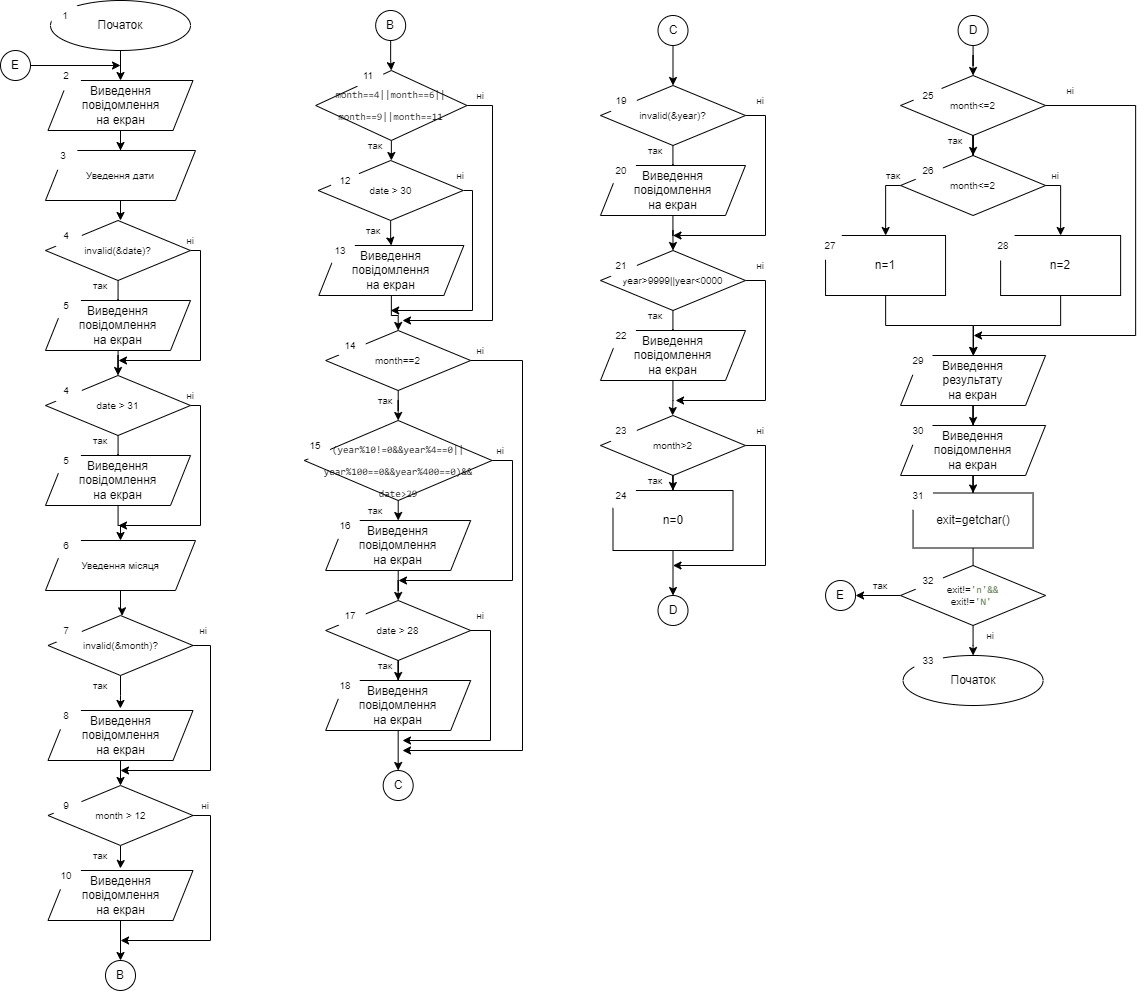 1
Початок
E
2
Виведення
повідомлення
на екран
3
Уведення дати
4
invalid(&date)?
ні
так
5
Виведення
повідомлення
на екран
4
date > 31
ні
так
5
Виведення
повідомлення
на екран
6
Уведення місяця
7
invalid(&month)?
ні
так
8
Виведення
повідомлення
на екран
9
month > 12
ні
так
10
Виведення
повідомлення
на екран
B
B
11
month==4||month==6||
month==9||month==11
ні
так
12
date > 30
ні
так
13
Виведення
повідомлення
на екран
14
month==2
ні
так
15
(year%10!=0&&year%4==0||
year%100==0&&year%400==0)&&
date>29
ні
так
16
Виведення
повідомлення
на екран
17
date > 28
ні
так
18
Виведення
повідомлення
на екран
C
C
19
invalid(&year)?
ні
так
20
Виведення
повідомлення
на екран
21
year>9999||year<0000
ні
так
22
Виведення
повідомлення
на екран
23
month>2
ні
так
24
n=0
D
D
25
month<=2
ні
так
26
month<=2
так
ні
27
n=1
28
n=2
29
Виведення
результату
на екран
30
Виведення
повідомлення
на екран
31
exit=getchar()
32
exit!='n'&&
exit!='N'
так
E
ні
33
Початок